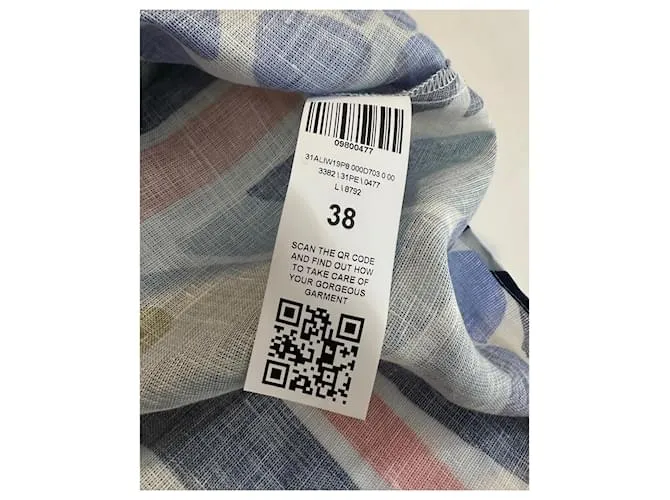 09800477
31ALIW19P8 000D703 0 00
3382 \ 31PE \ .0477
L \ 8792
38
SCAN THE QR CODE
AND FIND OUT HOW
TO TAKE CARE OF
YOUR GORGEOUS
GARMENT